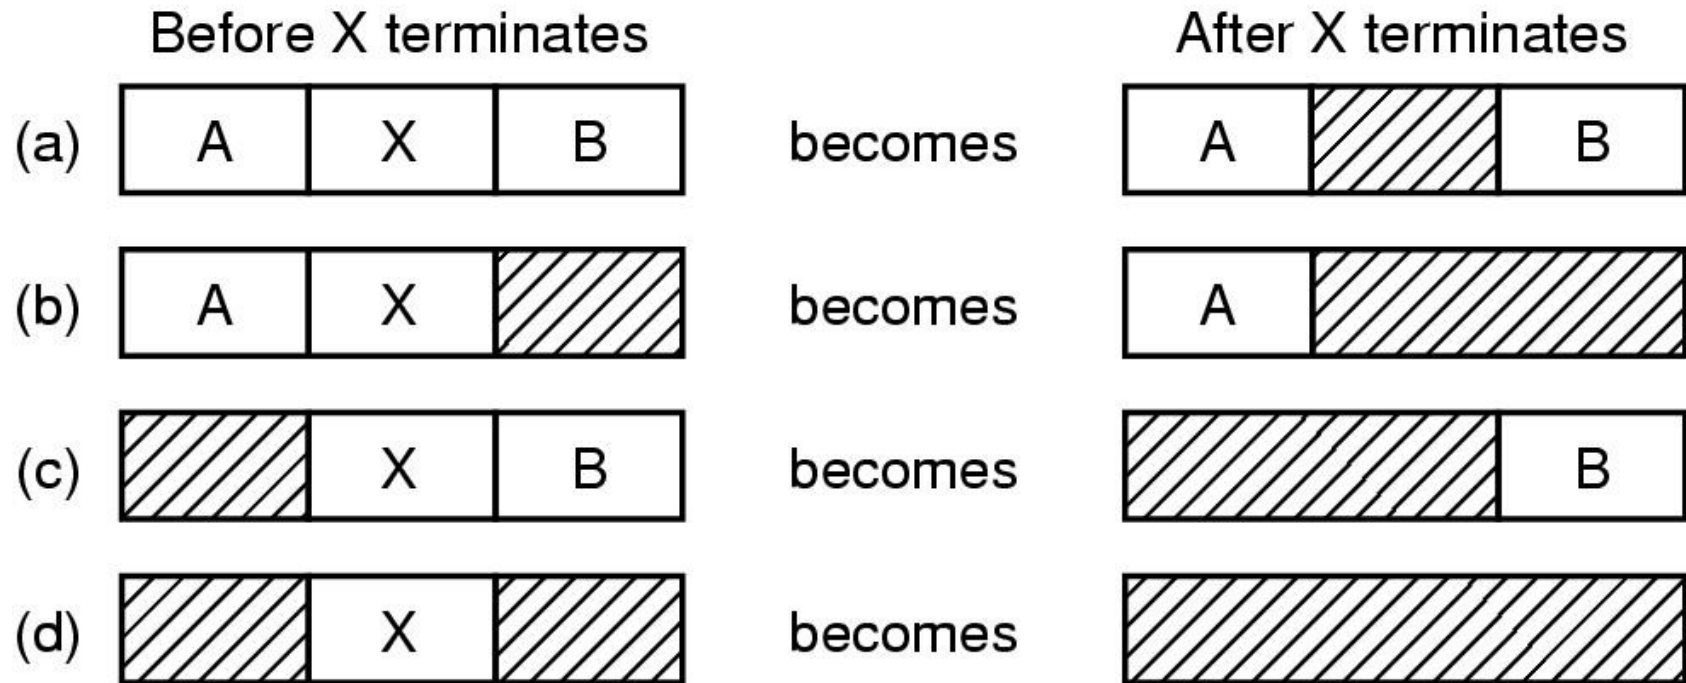 Before X terminates After X terminates
(a) A X B becomes A B
(b) A X becomes A
(c) X B becomes B
(d) X becomes